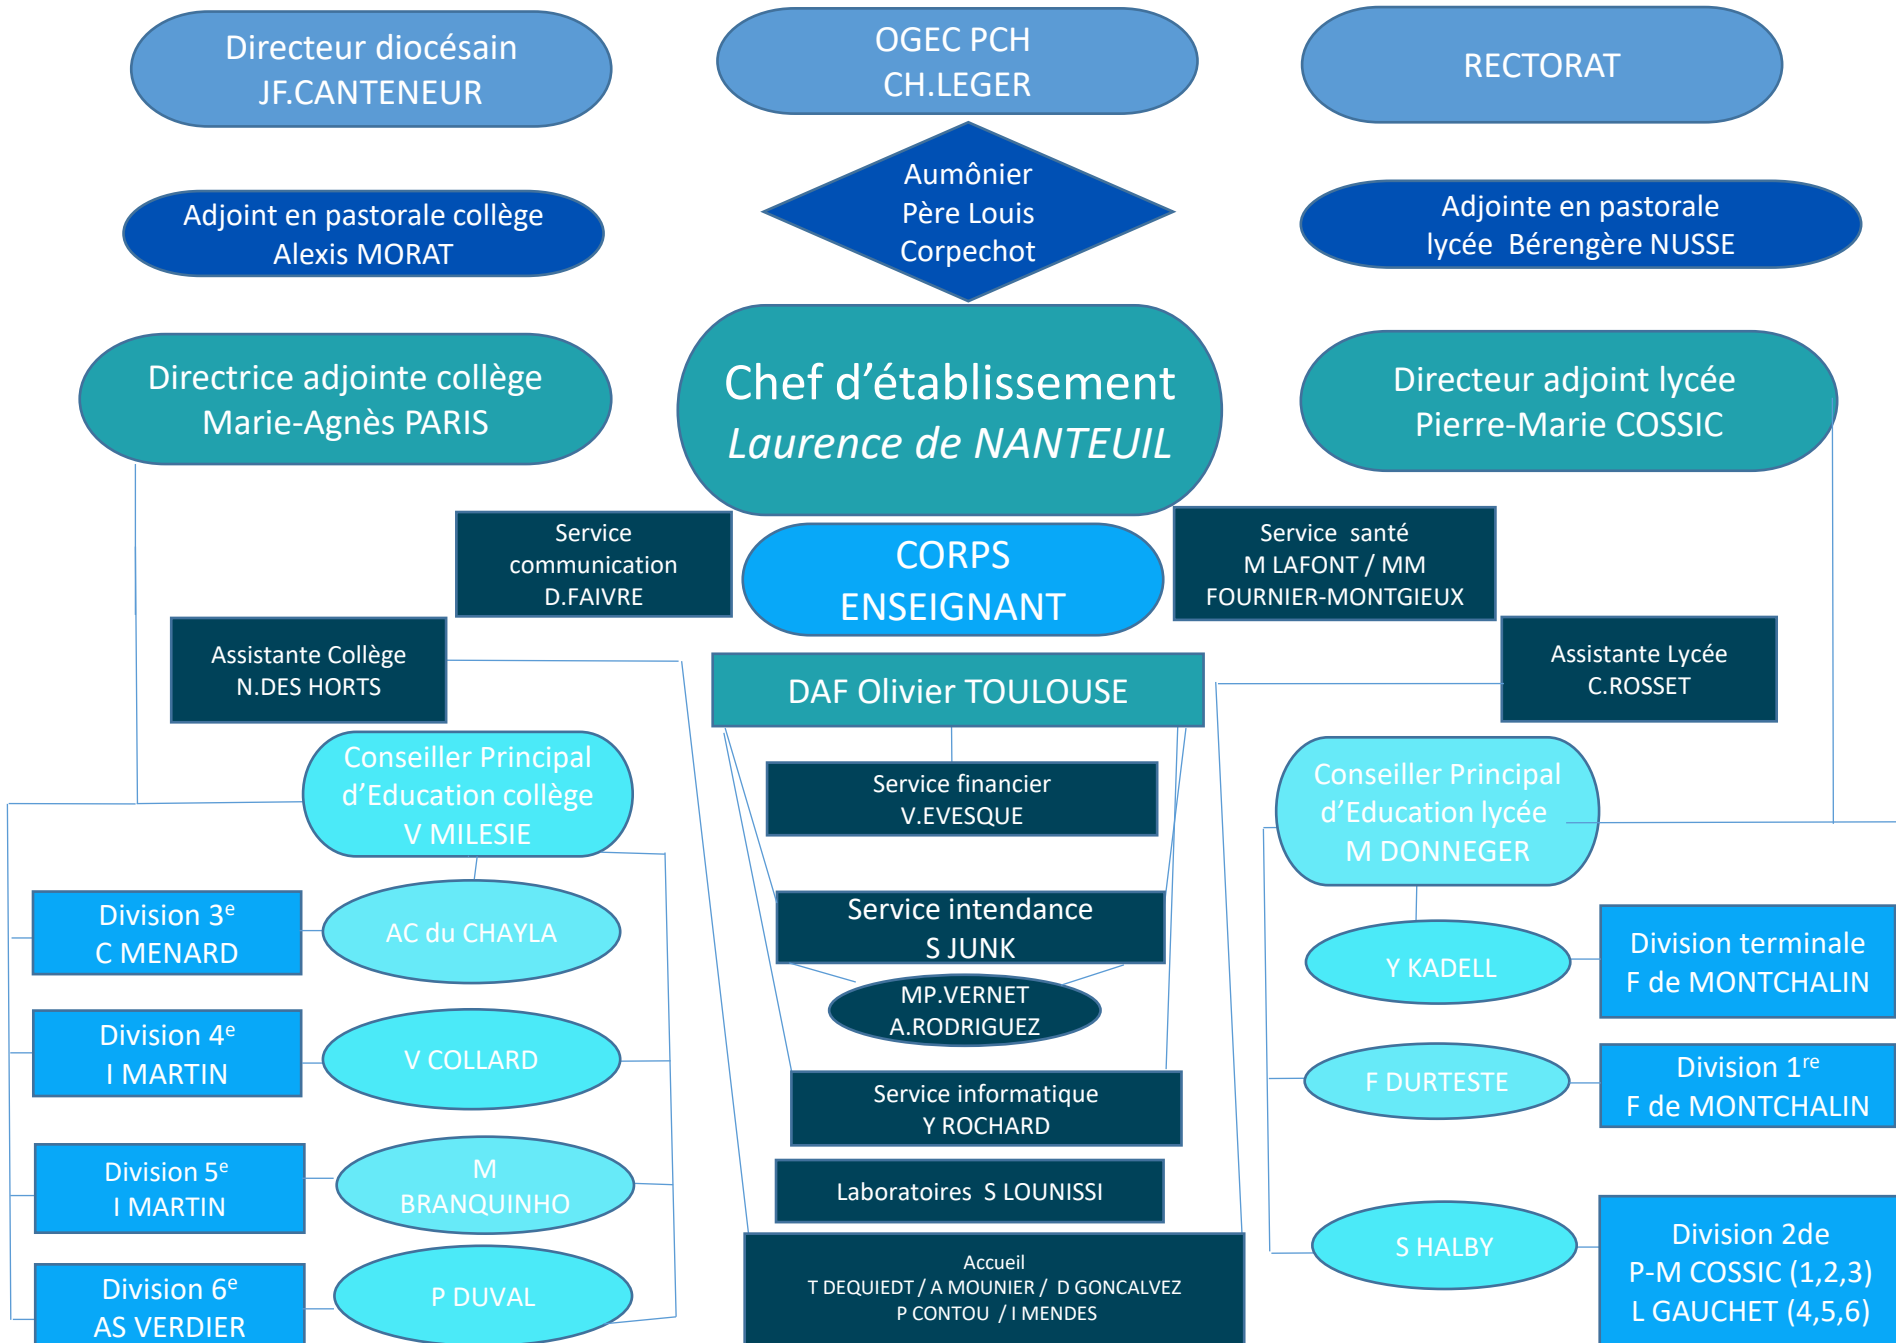 Directeur diocésain
JF.CANTENEUR
OGEC PCH
CH.LEGER
RECTORAT
Aumônier
Père Louis
Corpechot
Adjoint en pastorale collège
Alexis MORAT
Adjointe en pastorale
lycée  Bérengère NUSSE
Directrice adjointe collège
Marie-Agnès PARIS
Chef d’établissement
Laurence de NANTEUIL
Directeur adjoint lycée
Pierre-Marie COSSIC
Service
communication
D.FAIVRE
CORPS
ENSEIGNANT
Service  santé
M LAFONT / MM
FOURNIER-MONTGIEUX
Assistante Collège
N.DES HORTS
DAF Olivier TOULOUSE
Assistante Lycée
C.ROSSET
Conseiller Principal
d’Education collège
V MILESIE
Service financier
V.EVESQUE
Conseiller Principal
d’Education lycée
M DONNEGER
Division 3e
C MENARD
AC du CHAYLA
Service intendance
S JUNK
MP.VERNET
A.RODRIGUEZ
Y KADELL
Division terminale
F de MONTCHALIN
Division 4e
I MARTIN
V COLLARD
Service informatique
Y ROCHARD
F DURTESTE
Division 1re
F de MONTCHALIN
Division 5e
I MARTIN
M
BRANQUINHO
Laboratoires  S LOUNISSI
Division 6e
AS VERDIER
P DUVAL
Accueil
T DEQUIEDT / A MOUNIER /  D GONCALVEZ
P CONTOU  / I MENDES
S HALBY
Division 2de
P-M COSSIC (1,2,3)
L GAUCHET (4,5,6)